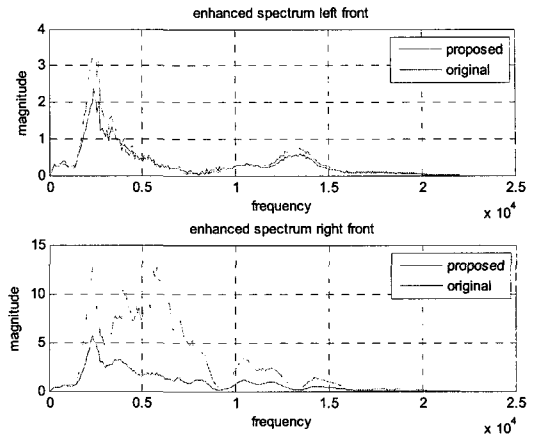 enhanced spectrum left front
4
3
2
1
0
magnitude
proposed
original
0 0.5 1 1.5 2 2.5
frequency
x 10^4
enhanced spectrum right front
15
10
5
0
magnitude
proposed
original
0 0.5 1 1.5 2 2.5
frequency
x 10^4